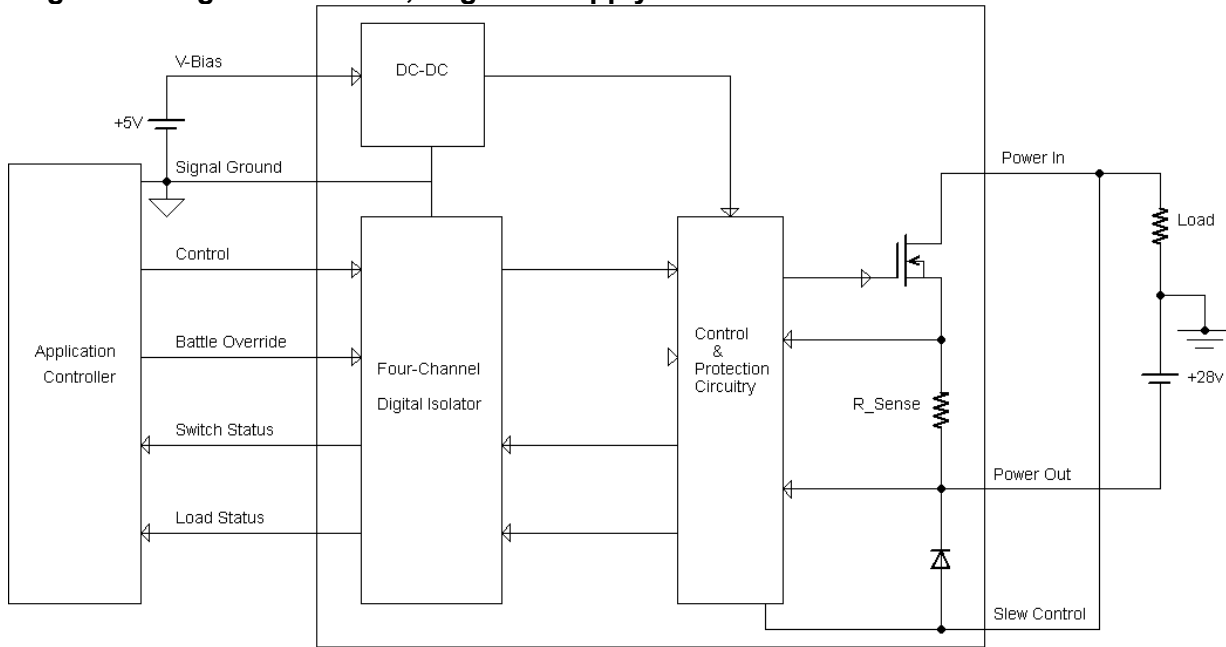 Supply
V-Bias
DC-DC
+5V
Signal Ground
Power In
Load
Control
Application
Controller
Battle Override
Four-Channel
Digital Isolator
Control
&
Protection
Circuitry
+28v
R_Sense
Switch Status
Power Out
Load Status
Slew Control